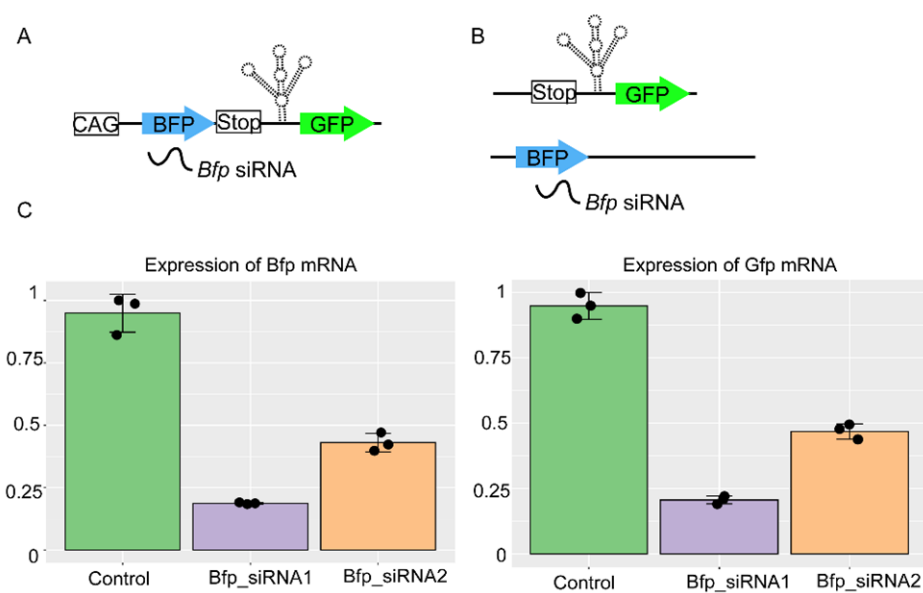 A
CAG
BFP
Stop
GFP
Bfp siRNA
B
Stop
GFP
BFP
Bfp siRNA
C
Expression of Bfp mRNA
1
0.75
0.5
0.25
0
Control
Bfp_siRNA1
Bfp_siRNA2
Expression of Gfp mRNA
1
0.75
0.5
0.25
0
Control
Bfp_siRNA1
Bfp_siRNA2